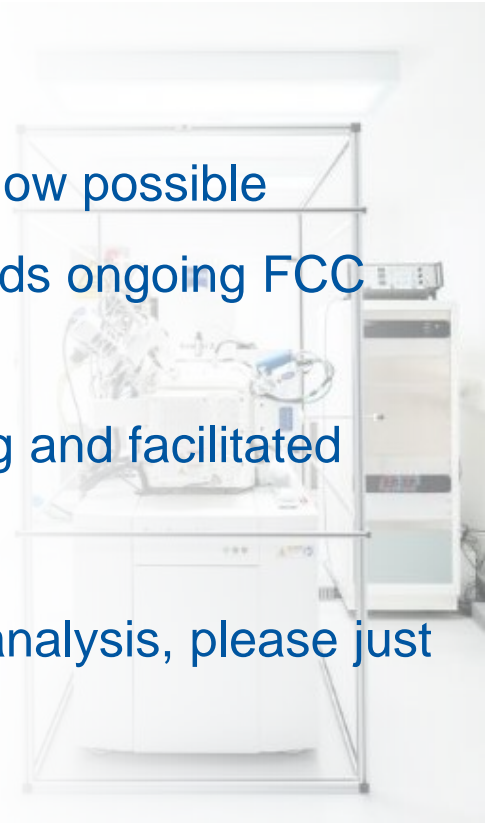 ow possible
ds ongoing FCC
g and facilitated
analysis, please just